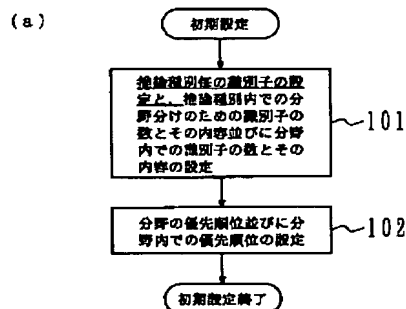 (a)
初期設定
推論種別毎の識別子の設
定と、推論種別内での分
野分けのための識別子の
数とその内容並びに分野
内での識別子の数とその
内容の設定
101
分野の優先順位並びに分
野内での優先順位の設定
102
初期設定終了